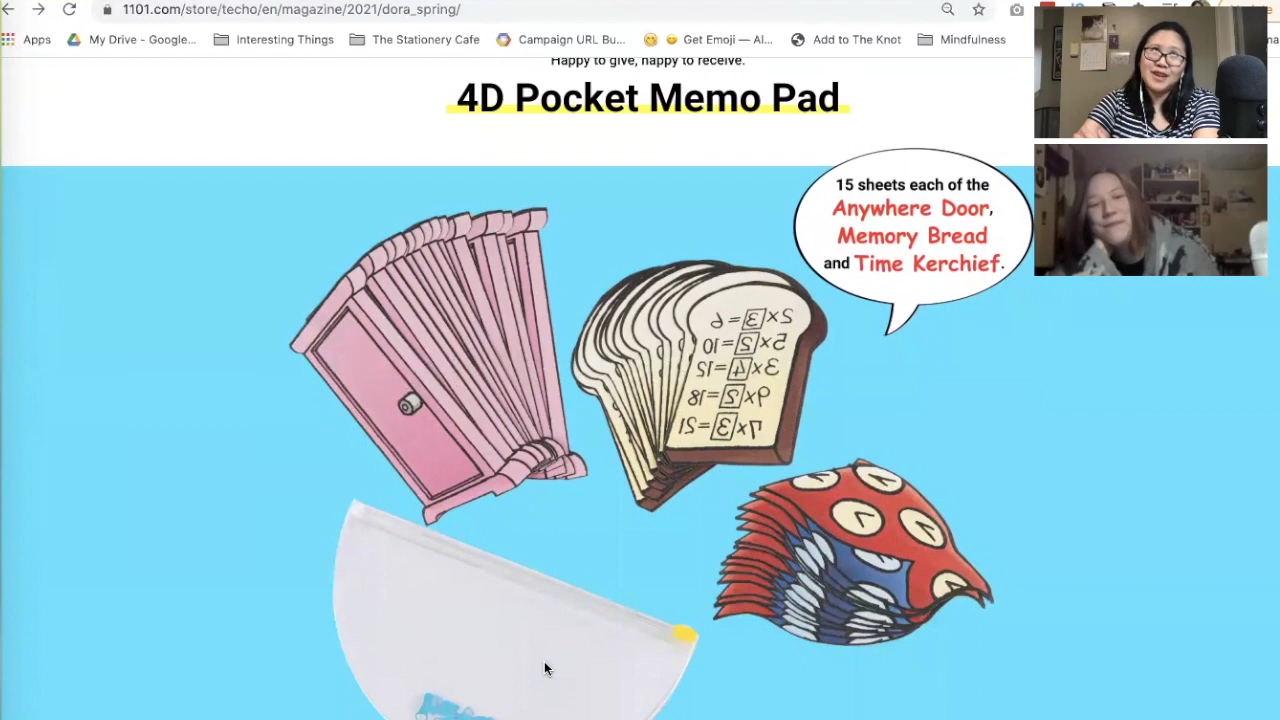 1101.com/store/techo/en/magazine/2021/dora_spring/
Apps My Drive - Google... Interesting Things The Stationery Cafe Campaign URL Bu... Get Emoji — Al... Add to The Knot Mindfulness
Happy to give, happy to receive.
4D Pocket Memo Pad
15 sheets each of the
Anywhere Door,
Memory Bread
and Time Kerchief.
2×3=6
5×2=10
3×4=12
9×2=18
7×3=21